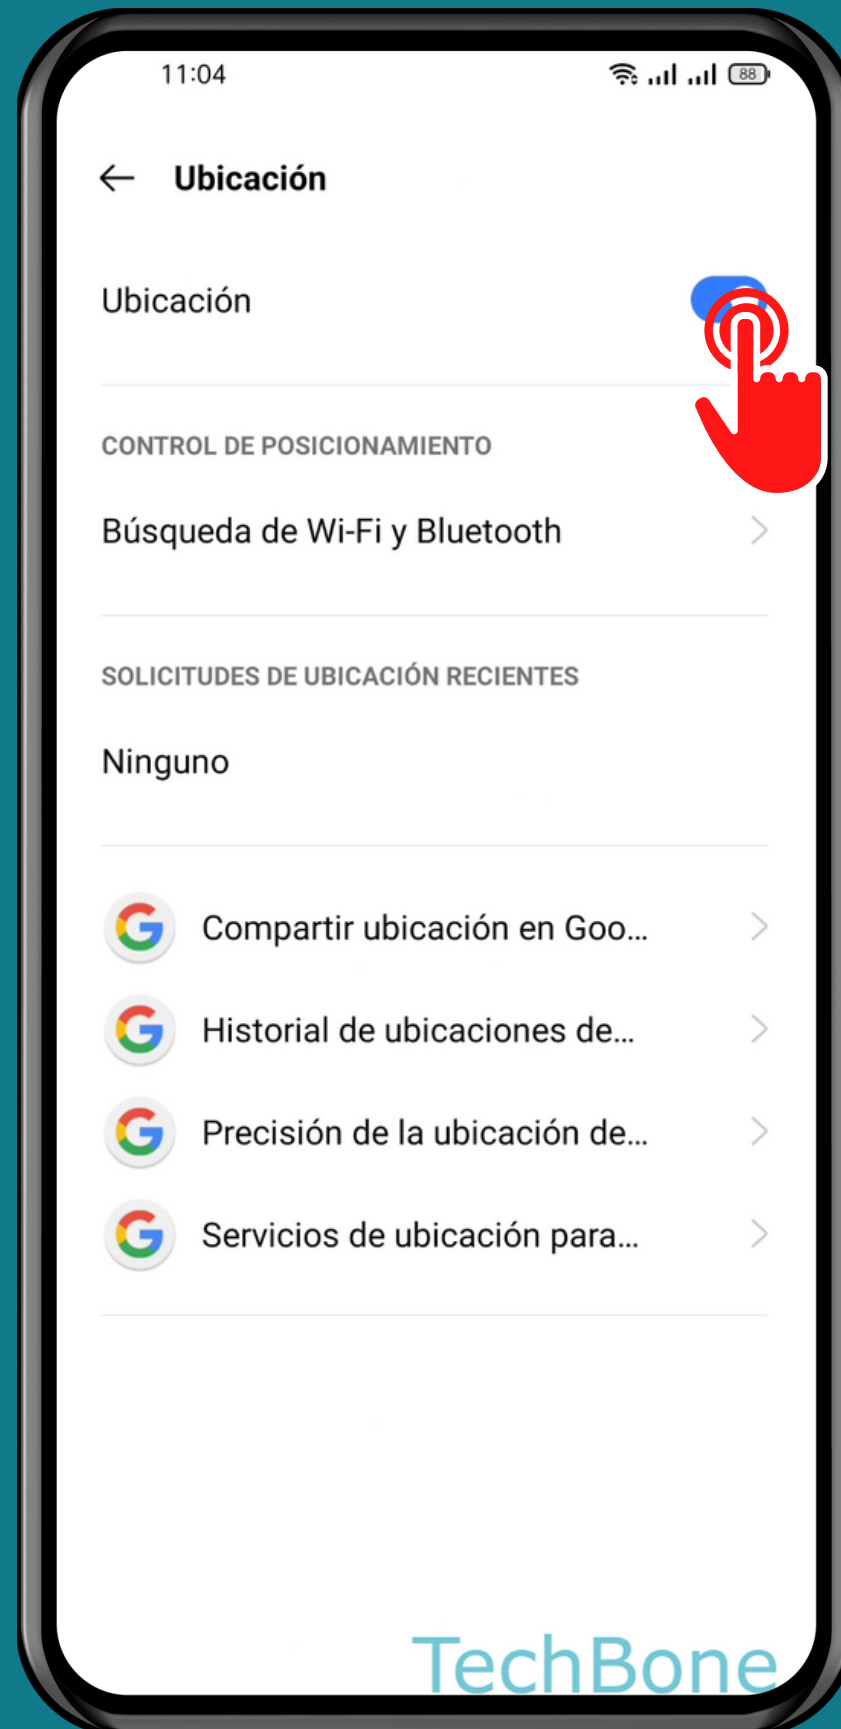 11:04
88
Ubicación
Ubicación
CONTROL DE POSICIONAMIENTO
Búsqueda de Wi-Fi y Bluetooth
SOLICITUDES DE UBICACIÓN RECIENTES
Ninguno
Compartir ubicación en Goo...
Historial de ubicaciones de...
Precisión de la ubicación de...
Servicios de ubicación para...
TechBone